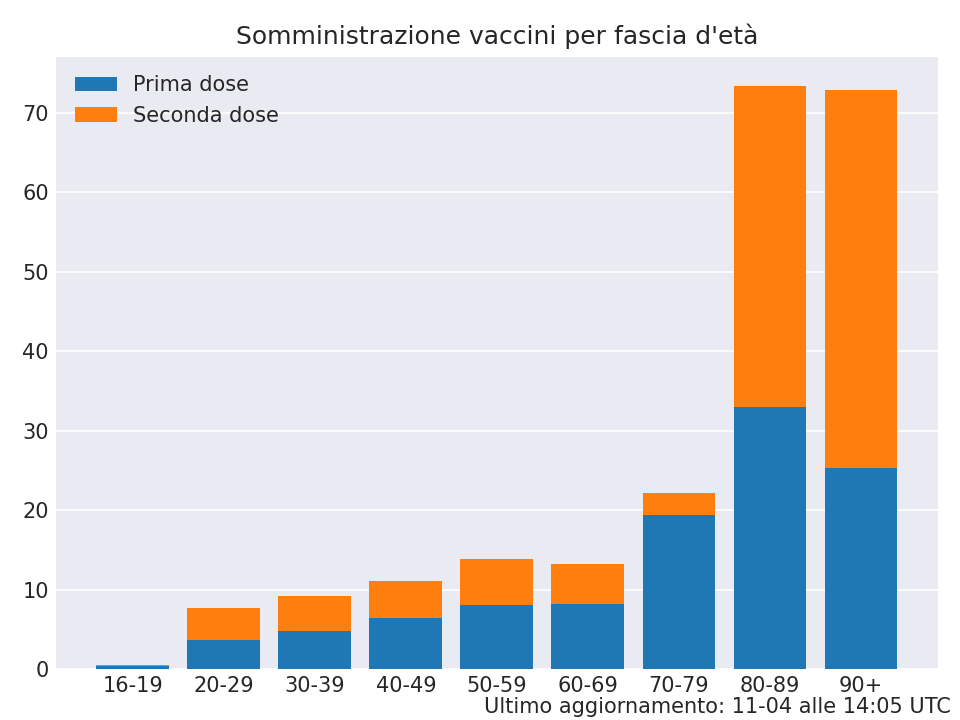 Somministrazione vaccini per fascia d'età
Prima dose
Seconda dose
70
60
50
40
30
20
10
0
16-19 20-29 30-39 40-49 50-59 60-69 70-79 80-89 90+
Ultimo aggiornamento: 11-04 alle 14:05 UTC